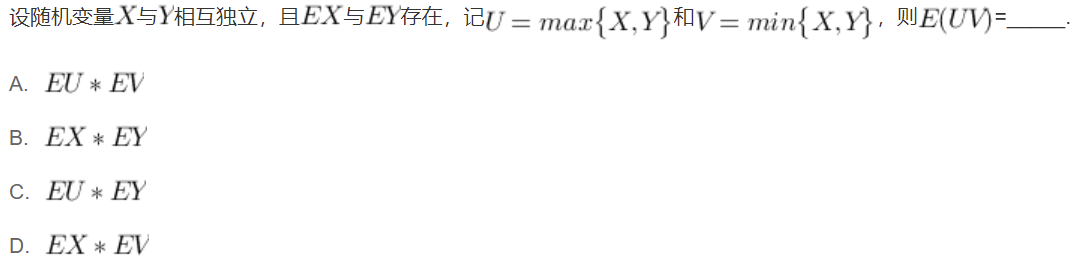 设随机变量X与Y相互独立，且EX与EY存在，记U = max{X,Y}和V = min{X,Y}，则E(UV)=_____.
A. EU * EV
B. EX * EY
C. EU * EY
D. EX * EV